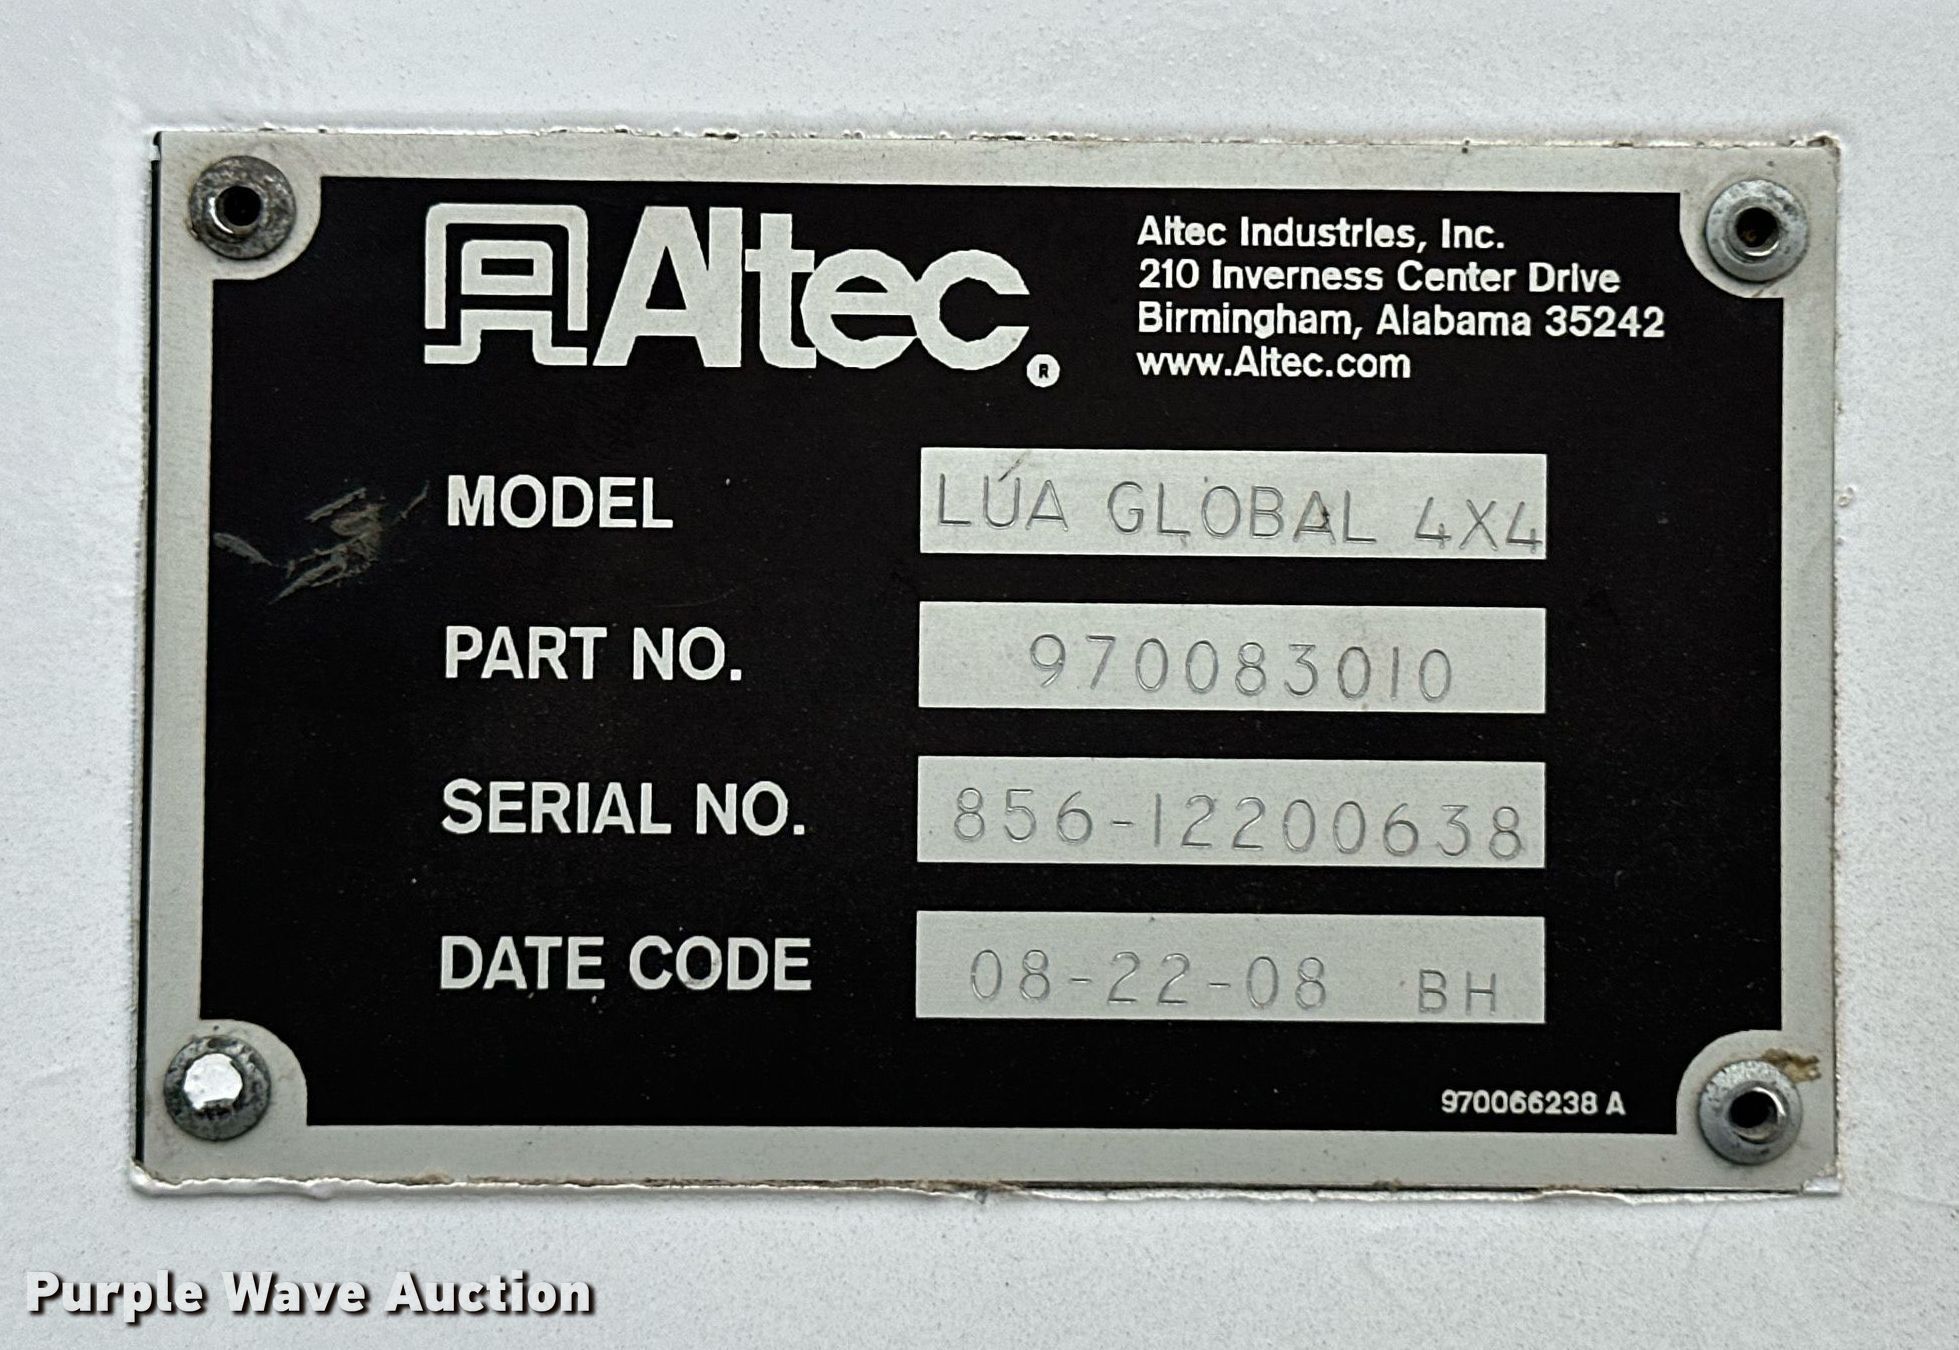 Altec®
Altec Industries, Inc.
210 Inverness Center Drive
Birmingham, Alabama 35242
www.Altec.com
MODEL LUA GLOBAL 4X4
PART NO. 970083010
SERIAL NO. 856-12200638
DATE CODE 08-22-08 BH
970066238 A
Purple Wave Auction